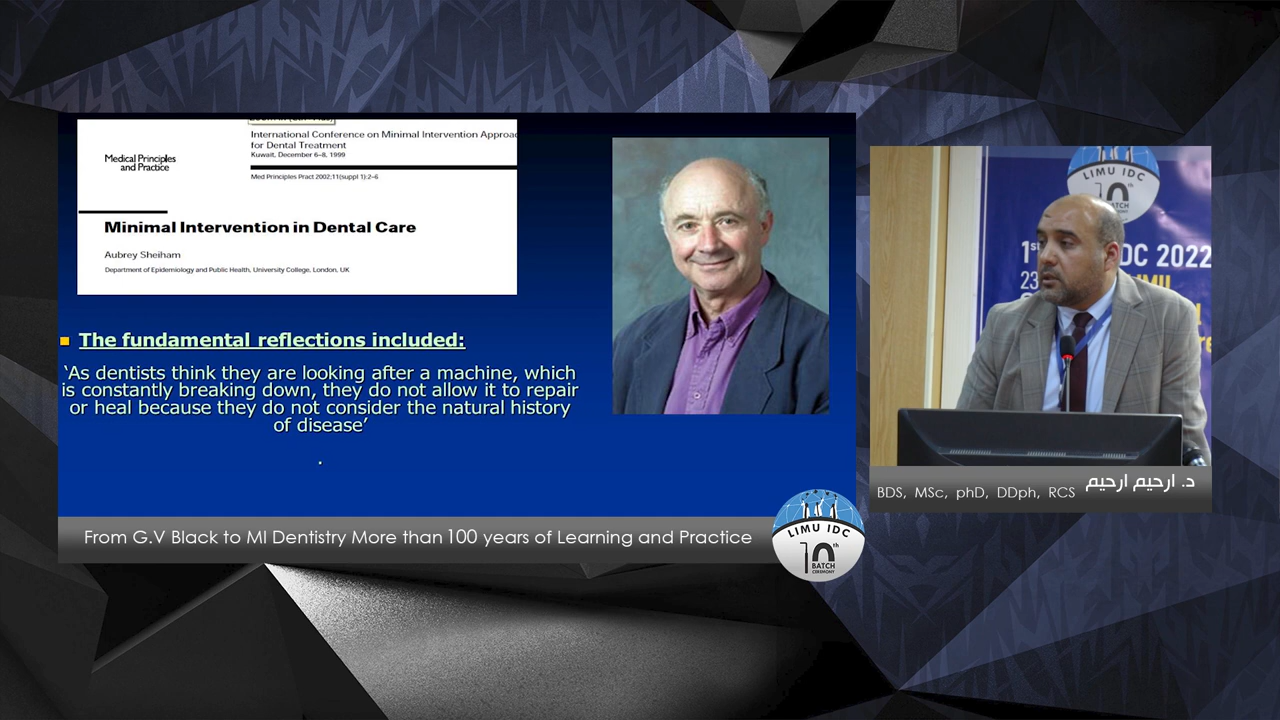 International Conference on Minimal Intervention Approac
for Dental Treatment
Kuwait, December 6–8, 1999
Medical Principles
and Practice
Med Principles Pract 2002;11(suppl 1):2–6
Minimal Intervention in Dental Care
Aubrey Sheiham
Department of Epidemiology and Public Health, University College, London, UK
The fundamental reflections included:
‘As dentists think they are looking after a machine, which
is constantly breaking down, they do not allow it to repair
or heal because they do not consider the natural history
of disease’
.
From G.V Black to MI Dentistry More than 100 years of Learning and Practice
LIMU IDC
10th
BATCH
CEREMONY
LIMU IDC
10th
BATCH
1st
DC 2022
23
د. ارحيم ارحيم
BDS, MSc, phD, DDph, RCS